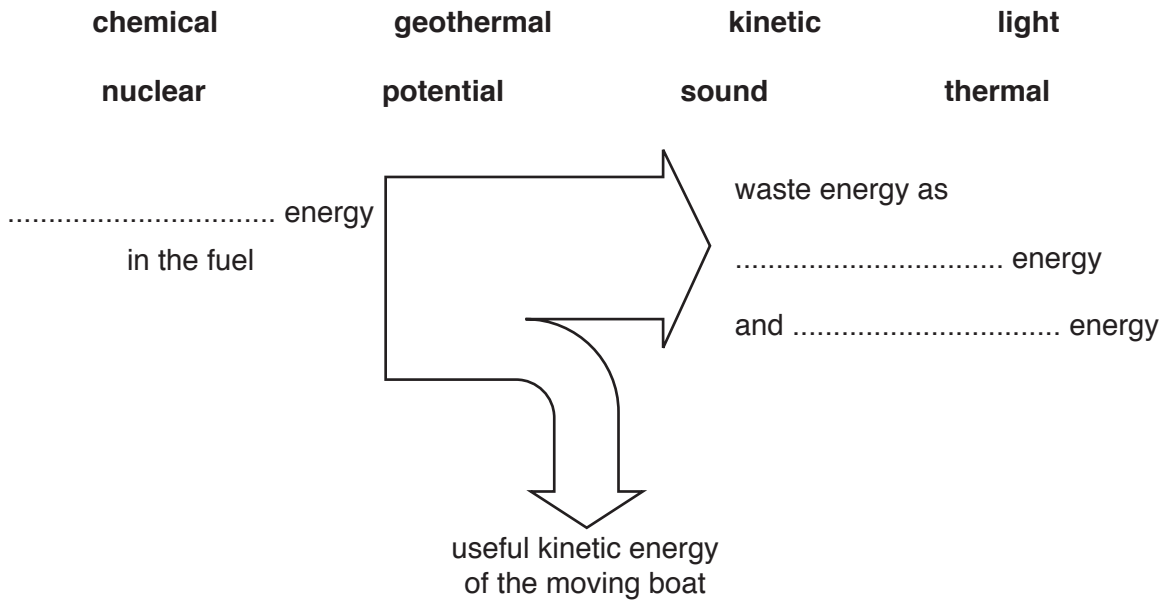 chemical geothermal kinetic light
nuclear potential sound thermal
................................ energy
in the fuel
waste energy as
................................ energy
and ................................ energy
useful kinetic energy
of the moving boat